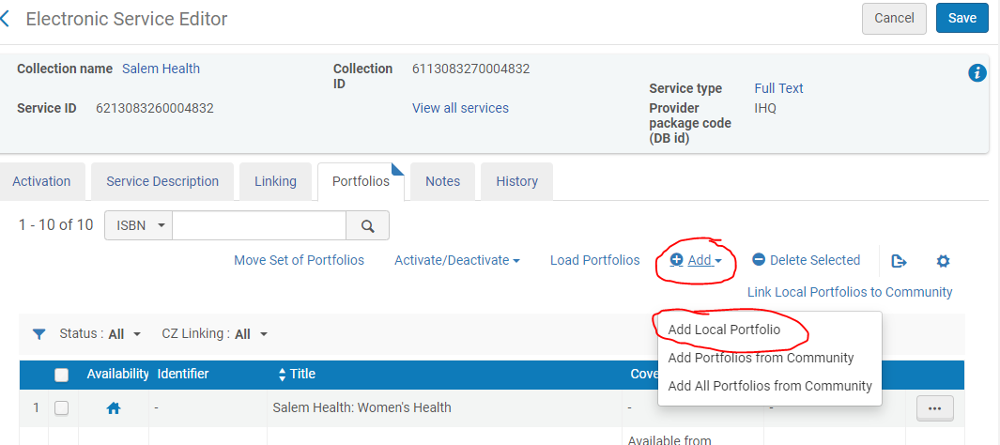 Electronic Service Editor
Cancel
Save
Collection name Salem Health
Collection ID 6113083270004832
Service ID 6213083260004832
View all services
Service type Full Text
Provider package code (DB id) IHQ
Activation
Service Description
Linking
Portfolios
Notes
History
1 - 10 of 10 ISBN
Move Set of Portfolios Activate/Deactivate Load Portfolios Add Delete Selected
Link Local Portfolios to Community
Add Local Portfolio
Add Portfolios from Community
Add All Portfolios from Community
Status : All CZ Linking : All
Availability Identifier Title
1 - Salem Health: Women's Health - -
Available from